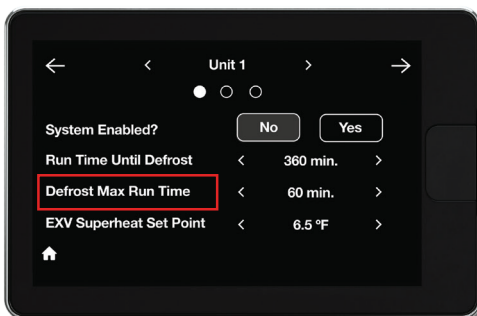 Unit 1
System Enabled? No Yes
Run Time Until Defrost 360 min.
Defrost Max Run Time 60 min.
EXV Superheat Set Point 6.5 ºF